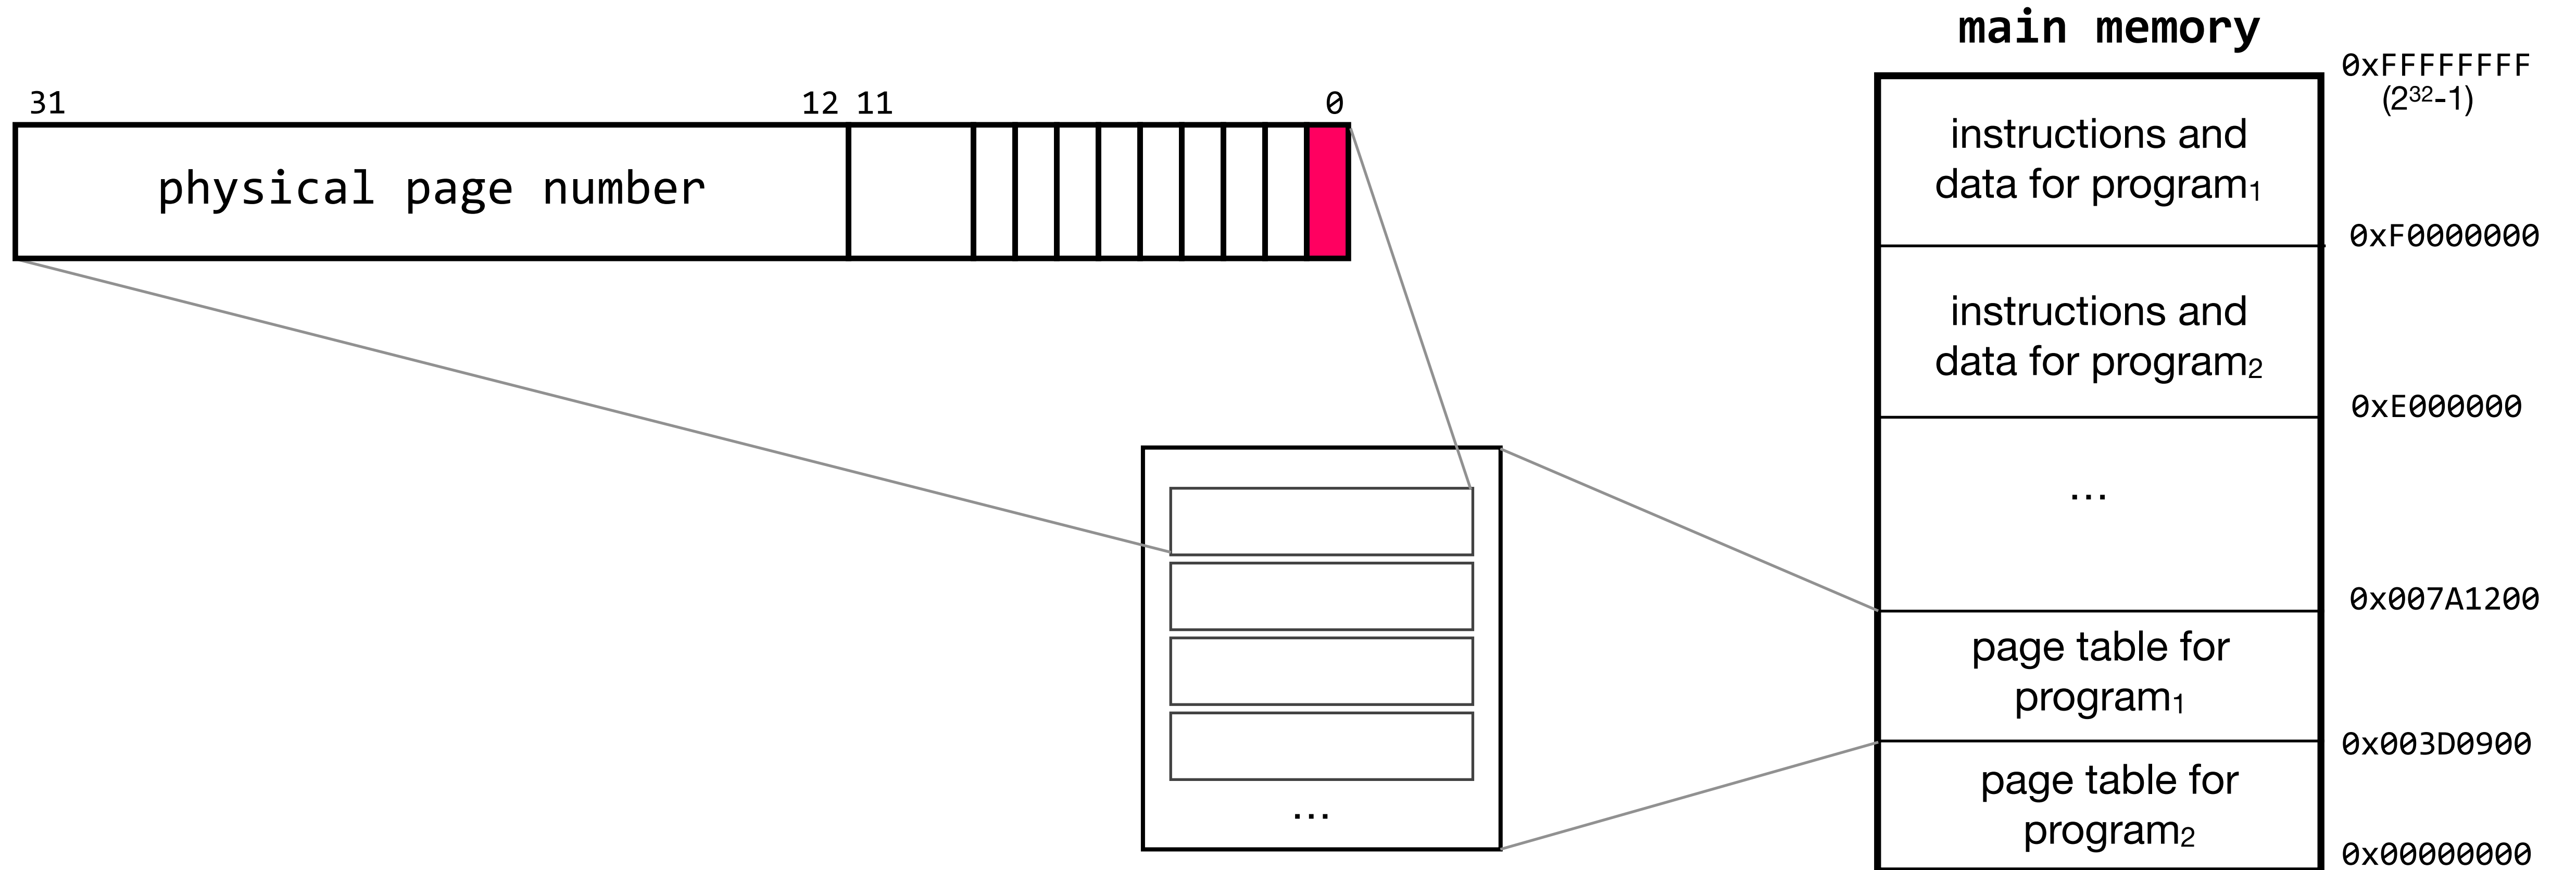 main memory
0xFFFFFFFF
(2³²-1)
31 12 11 0
physical page number
instructions and
data for program₁
0xF0000000
instructions and
data for program₂
0xE000000
...
0x007A1200
page table for
program₁
0x003D0900
page table for
program₂
...
0x00000000